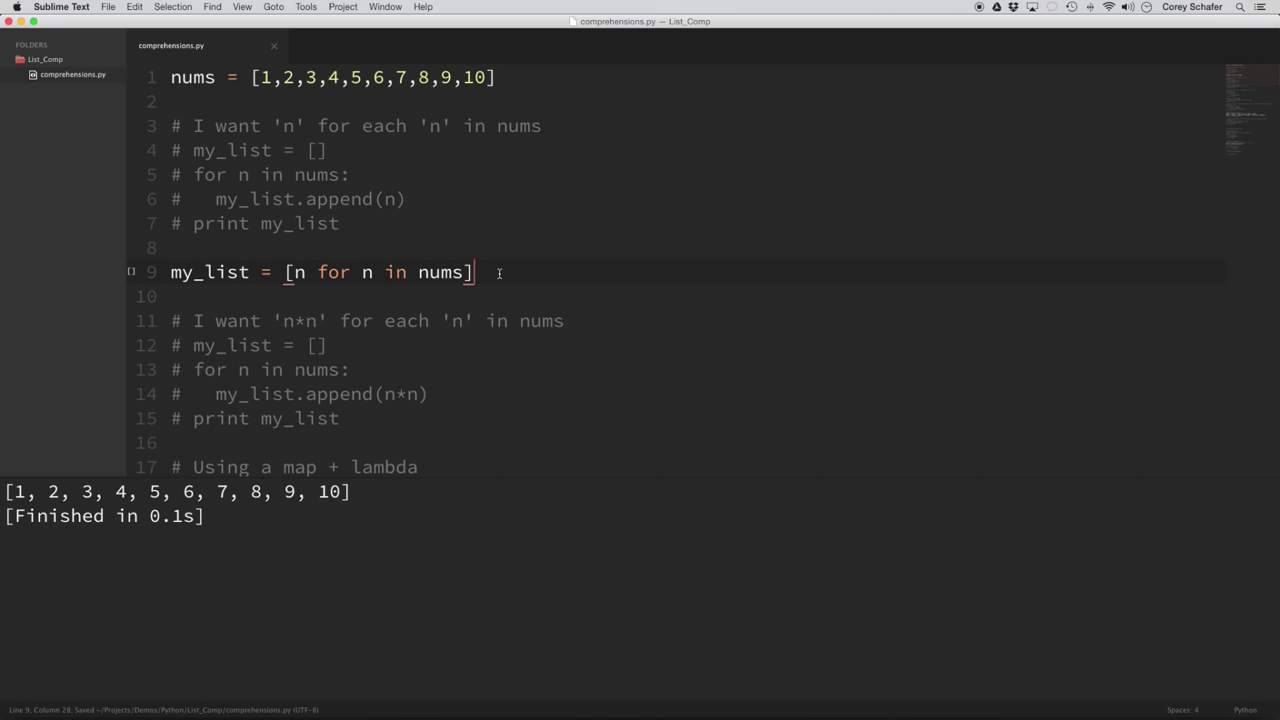 Sublime Text File Edit Selection Find View Goto Tools Project Window Help Corey Schafer
comprehensions.py — List_Comp
FOLDERS
List_Comp
comprehensions.py
comprehensions.py
1 nums = [1,2,3,4,5,6,7,8,9,10]
2
3 # I want 'n' for each 'n' in nums
4 # my_list = []
5 # for n in nums:
6 #   my_list.append(n)
7 # print my_list
8
9 my_list = [n for n in nums]
10
11 # I want 'n*n' for each 'n' in nums
12 # my_list = []
13 # for n in nums:
14 #   my_list.append(n*n)
15 # print my_list
16
17 # Using a map + lambda
[1, 2, 3, 4, 5, 6, 7, 8, 9, 10]
[Finished in 0.1s]
Line 9, Column 28; Saved ~/Projects/Demos/Python/List_Comp/comprehensions.py (UTF-8) Spaces: 4 Python